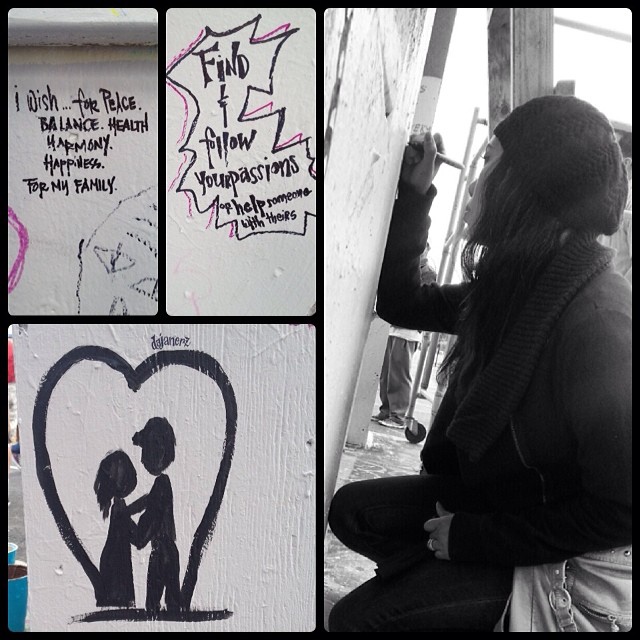 i wish... for Peace.
BALANCE. HEALTH
HARMONY.
HAPPINESS.
FOR MY FAMILY.
FIND
&
follow
your passions
or help someone
with theirs
dajanerz